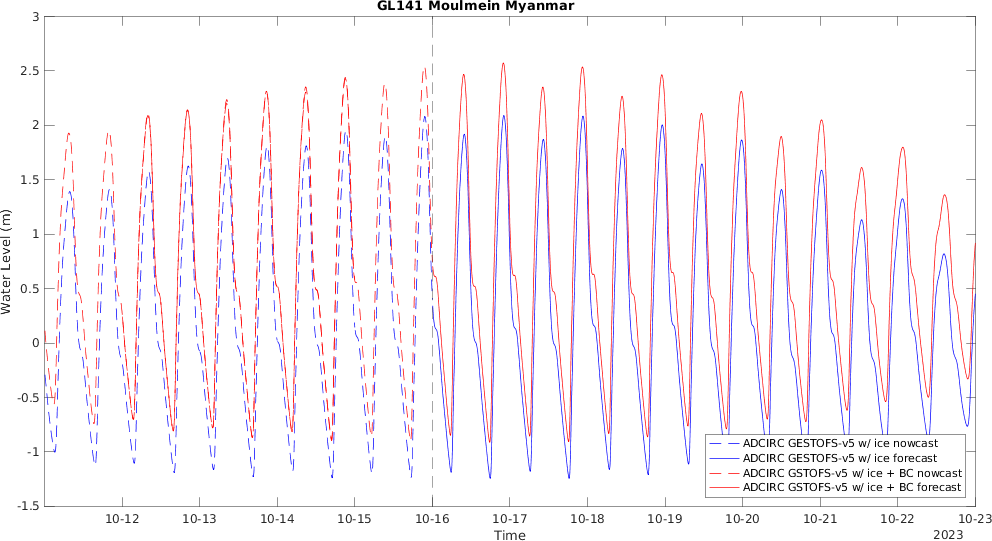 GL141 Moulmein Myanmar
3
2.5
2
1.5
1
0.5
0
-0.5
-1
-1.5
Water Level (m)
ADCIRC GESTOFS-v5 w/ ice nowcast
ADCIRC GESTOFS-v5 w/ ice forecast
ADCIRC GSTOFS-v5 w/ ice + BC nowcast
ADCIRC GSTOFS-v5 w/ ice + BC forecast
10-12 10-13 10-14 10-15 10-16 10-17 10-18 10-19 10-20 10-21 10-22 10-23
Time
2023